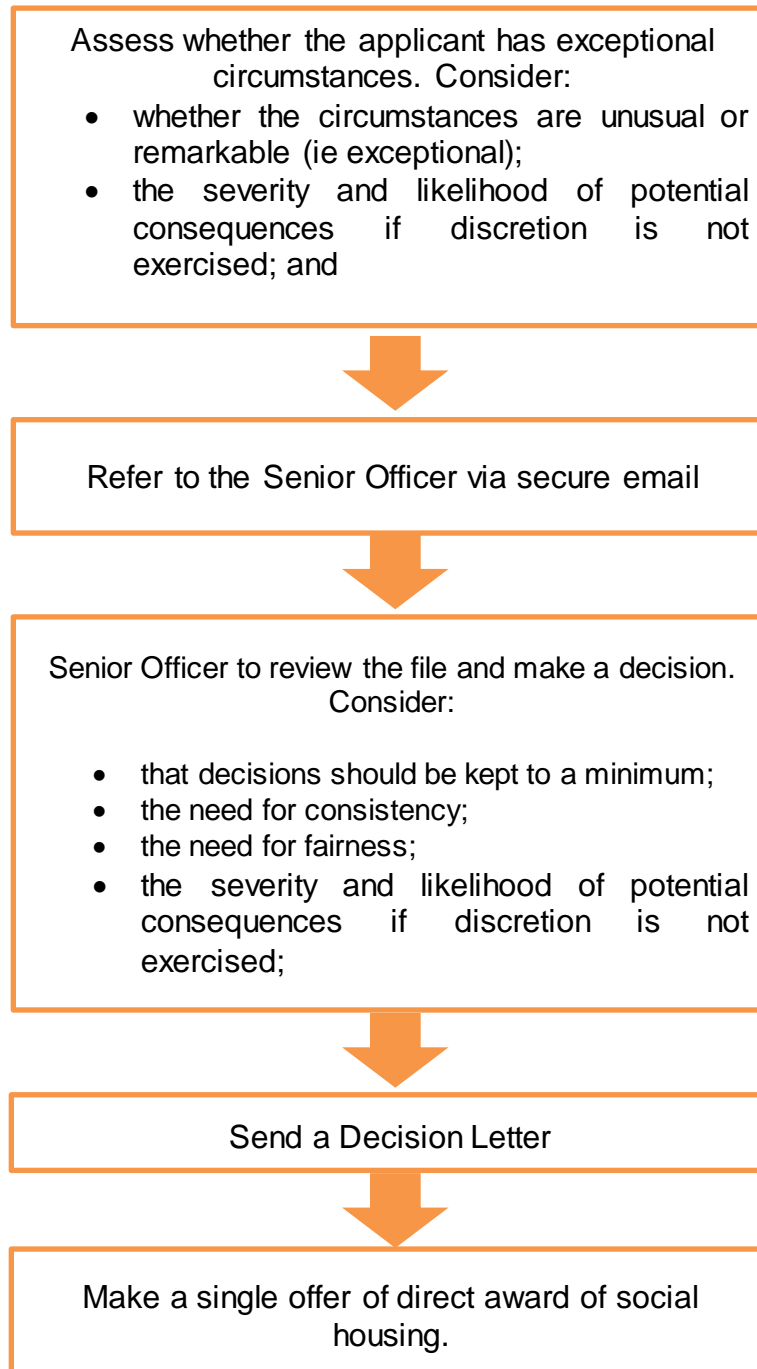 Assess whether the applicant has exceptional
circumstances. Consider:
• whether the circumstances are unusual or
remarkable (ie exceptional);
• the severity and likelihood of potential
consequences if discretion is not
exercised; and
Refer to the Senior Officer via secure email
Senior Officer to review the file and make a decision.
Consider:
• that decisions should be kept to a minimum;
• the need for consistency;
• the need for fairness;
• the severity and likelihood of potential
consequences if discretion is not
exercised;
Send a Decision Letter
Make a single offer of direct award of social
housing.